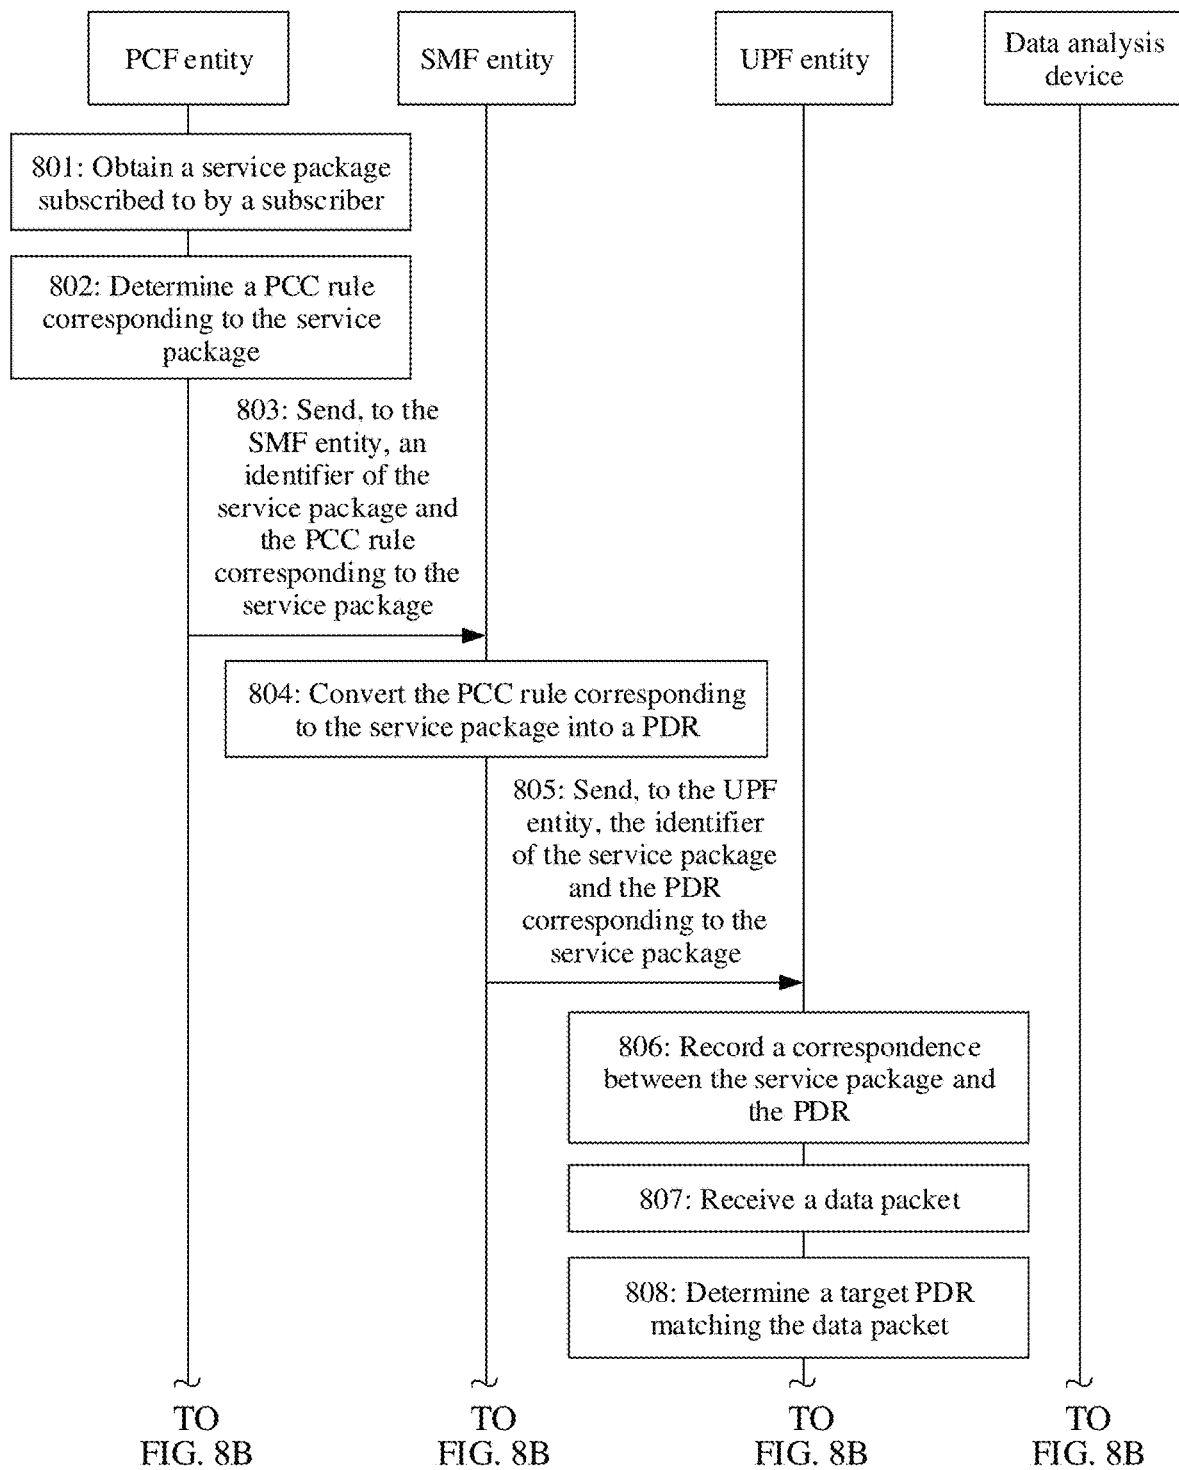 PCF entity
SMF entity
UPF entity
Data analysis
device
801: Obtain a service package
subscribed to by a subscriber
802: Determine a PCC rule
corresponding to the service
package
803: Send, to the
SMF entity, an
identifier of the
service package and
the PCC rule
corresponding to the
service package
804: Convert the PCC rule corresponding
to the service package into a PDR
805: Send, to the UPF
entity, the identifier
of the service package
and the PDR
corresponding to the
service package
806: Record a correspondence
between the service package and
the PDR
807: Receive a data packet
808: Determine a target PDR
matching the data packet
TO
FIG. 8B
TO
FIG. 8B
TO
FIG. 8B
TO
FIG. 8B